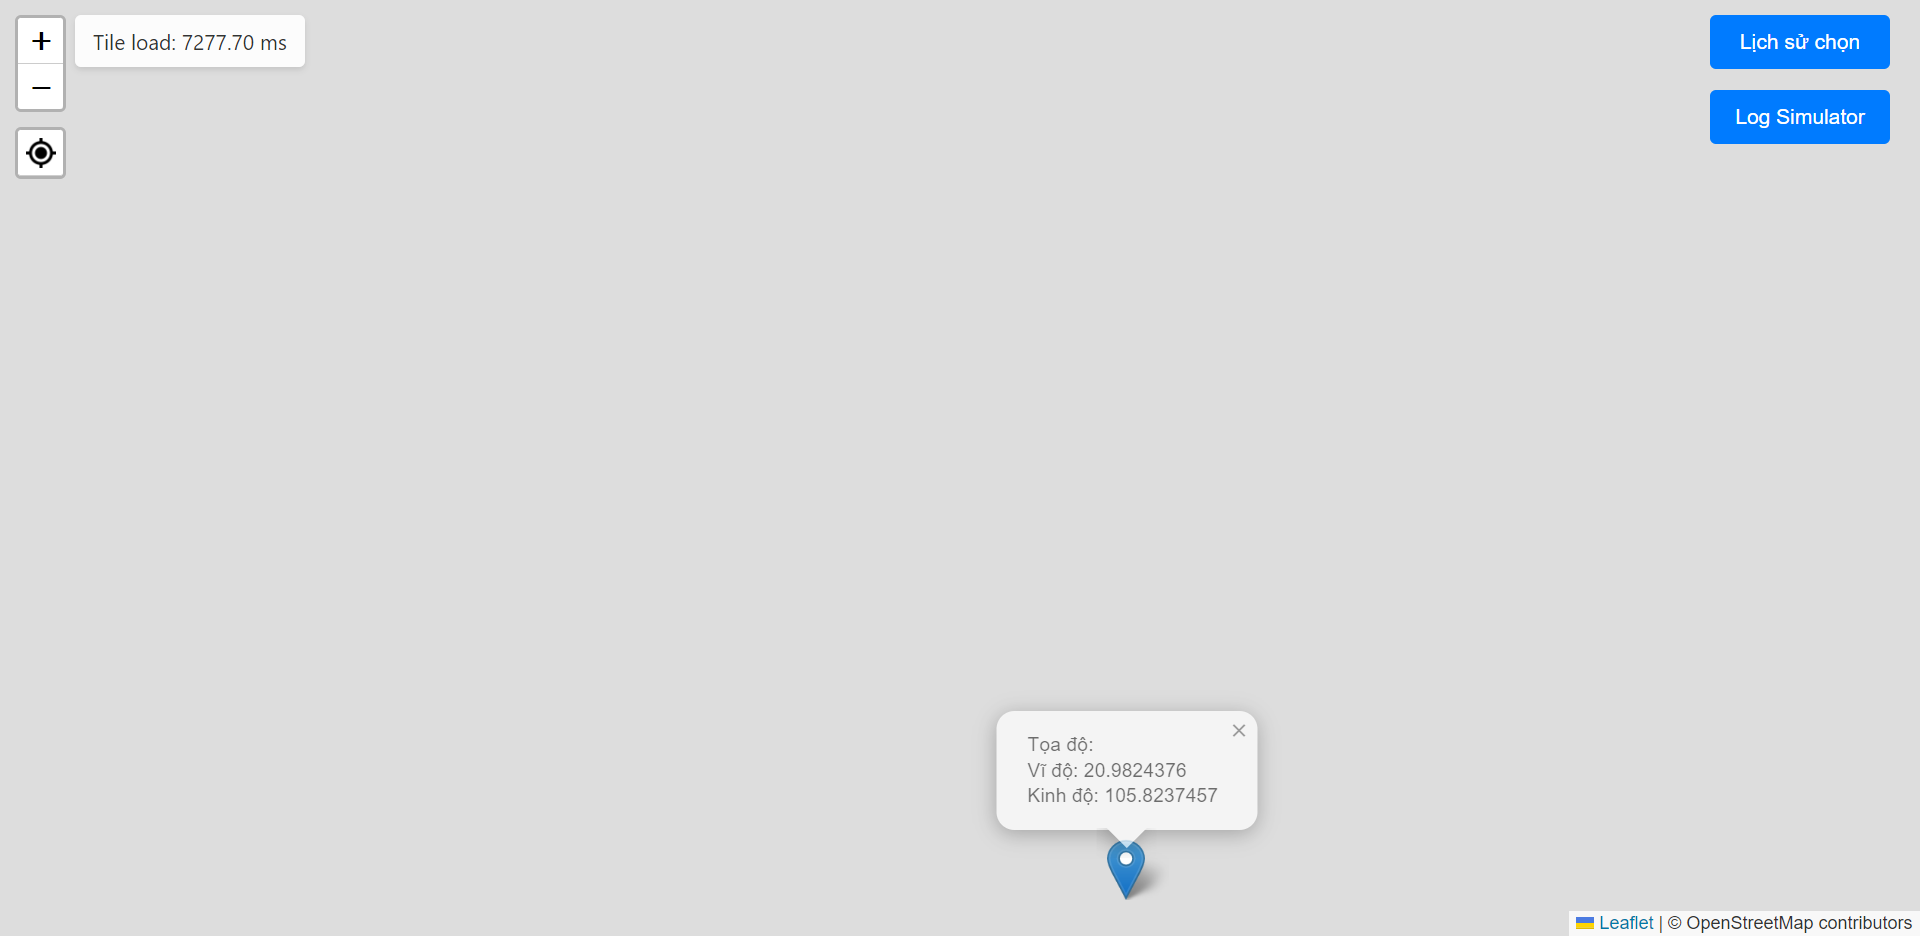 +
Tile load: 7277.70 ms
−
Lịch sử chọn
Log Simulator
×
Tọa độ:
Vĩ độ: 20.9824376
Kinh độ: 105.8237457
Leaflet | © OpenStreetMap contributors